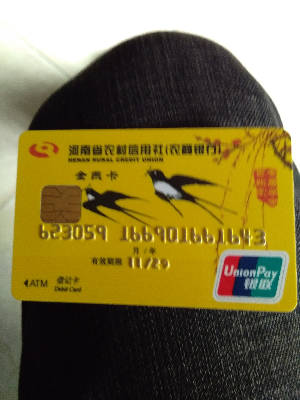 河南省农村信用社(农商银行)
HENAN RURAL CREDIT UNION
金燕卡
623059 166901661643
月/年
有效期限 11/26
ATM 借记卡
Debit Card
UnionPay
银联